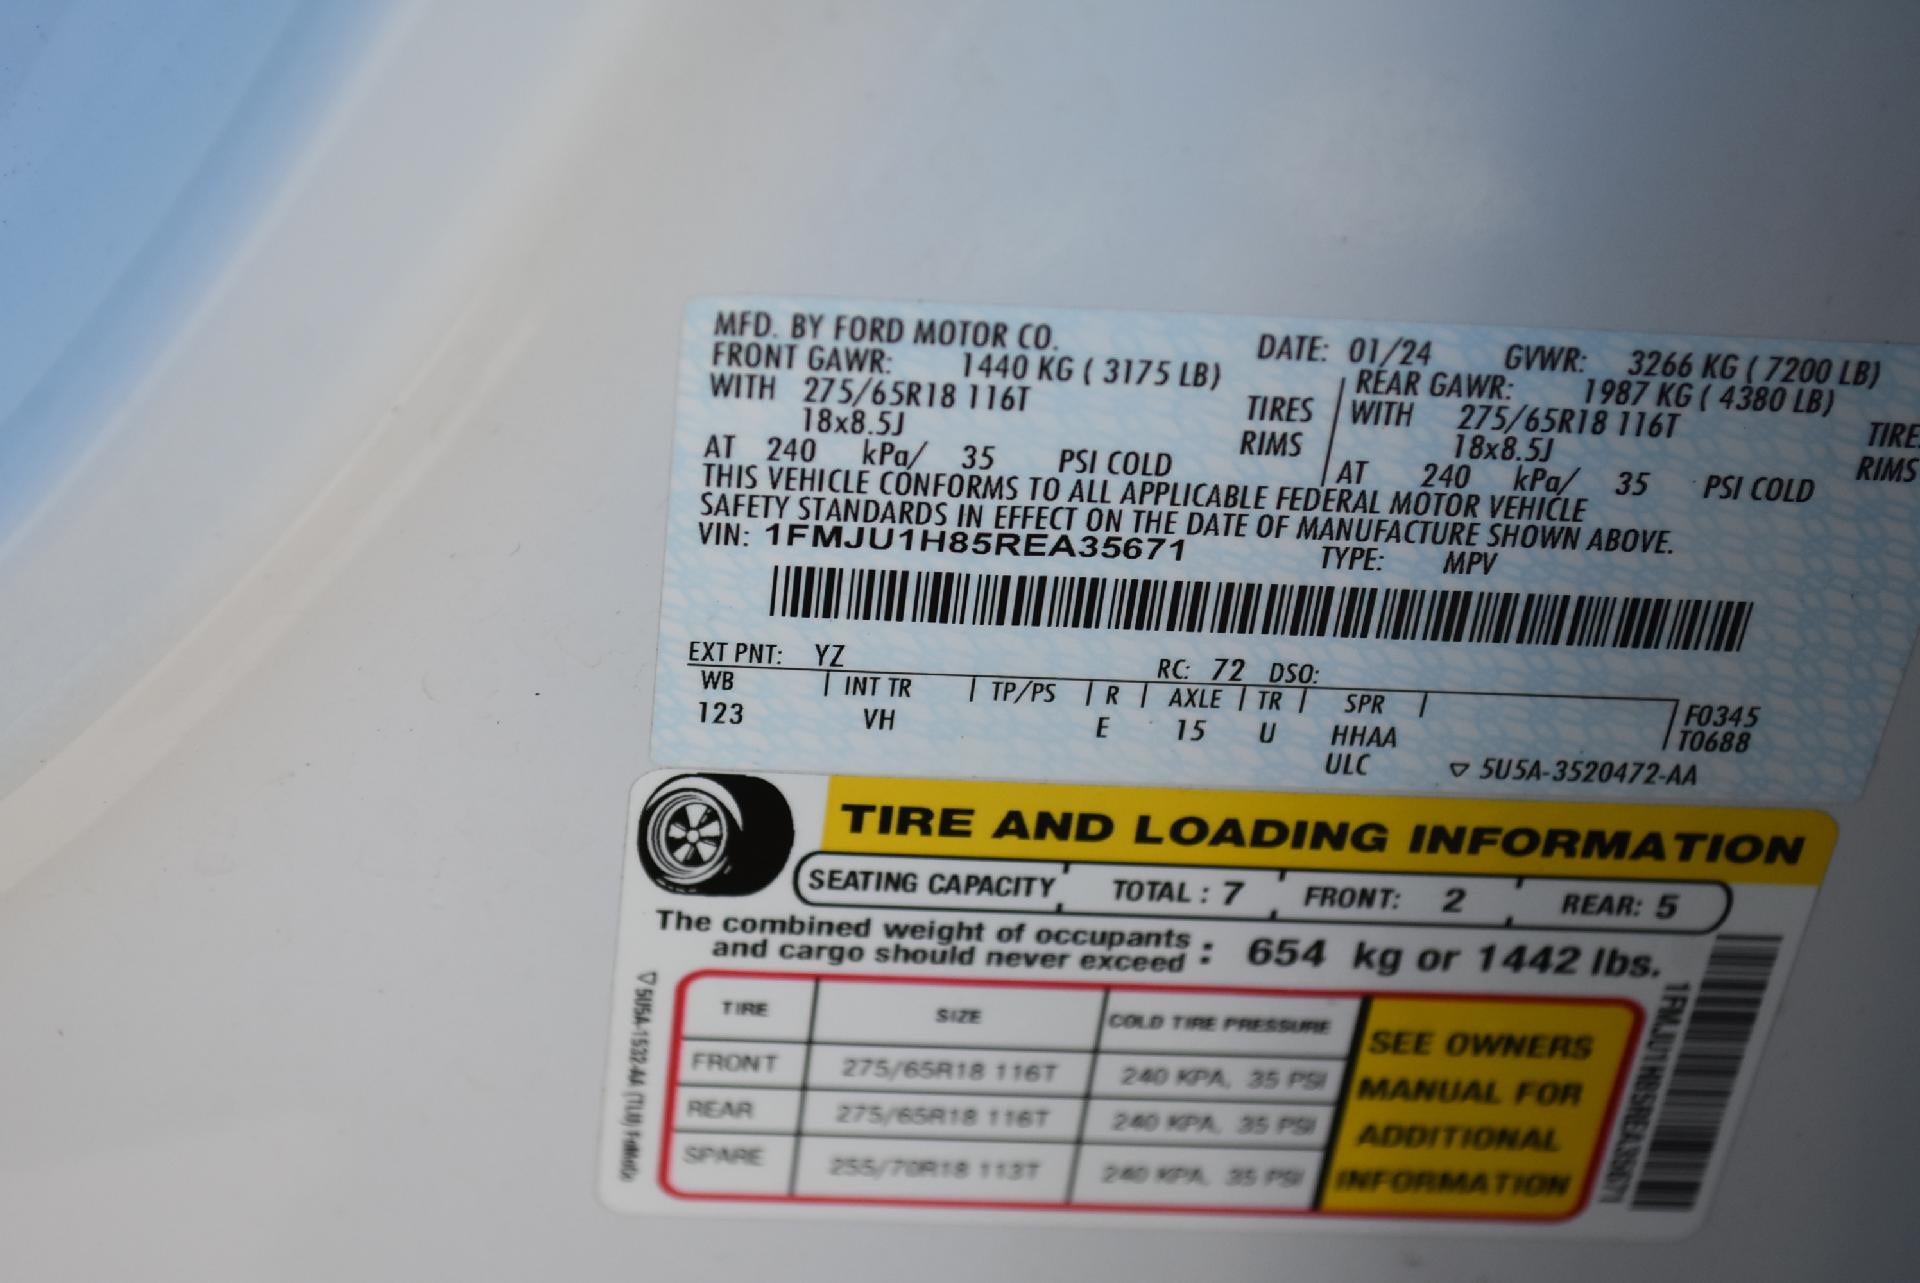 MFD. BY FORD MOTOR CO. DATE: 01/24 GVWR: 3266 KG ( 7200 LB)
FRONT GAWR: 1440 KG ( 3175 LB) REAR GAWR: 1987 KG ( 4380 LB)
WITH 275/65R18 116T TIRES WITH 275/65R18 116T TIRE
18x8.5J RIMS 18x8.5J RIMS
AT 240 kPa/ 35 PSI COLD AT 240 kPa/ 35 PSI COLD
THIS VEHICLE CONFORMS TO ALL APPLICABLE FEDERAL MOTOR VEHICLE
SAFETY STANDARDS IN EFFECT ON THE DATE OF MANUFACTURE SHOWN ABOVE.
VIN: 1FMJU1H85REA35671 TYPE: MPV
EXT PNT: YZ RC: 72 DSO:
WB INT TR TP/PS R AXLE TR SPR F0345
123 VH E 15 U HHAA T0688
ULC ▽ 5U5A-3520472-AA
TIRE AND LOADING INFORMATION
SEATING CAPACITY TOTAL : 7 FRONT: 2 REAR: 5
The combined weight of occupants
and cargo should never exceed : 654 kg or 1442 lbs.
TIRE SIZE COLD TIRE PRESSURE
FRONT 275/65R18 116T 240 KPA, 35 PSI
REAR 275/65R18 116T 240 KPA, 35 PSI
SPARE 255/70R18 113T 240 KPA, 35 PSI
SEE OWNERS
MANUAL FOR
ADDITIONAL
INFORMATION
1FMJU1H85REA35671